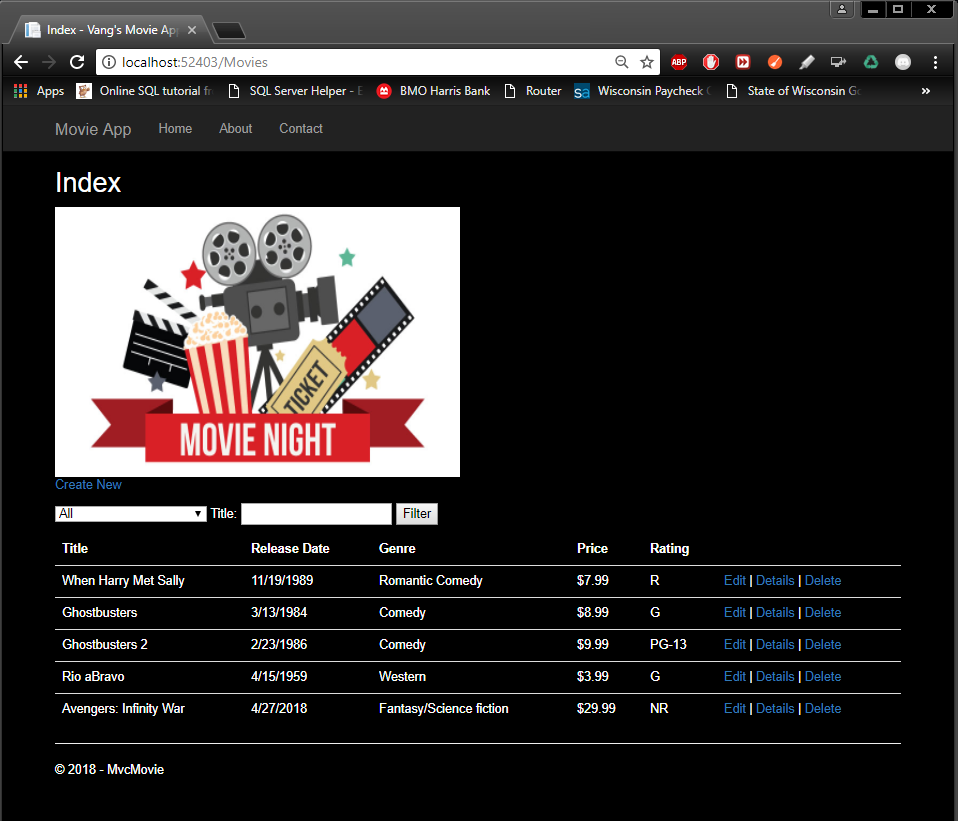 Index - Vang's Movie Ap
localhost:52403/Movies
ABP
Apps Online SQL tutorial fr SQL Server Helper - E BMO Harris Bank Router sa Wisconsin Paycheck C State of Wisconsin Go »
Movie App Home About Contact
Index
TICKET
MOVIE NIGHT
Create New
All Title: Filter
Title Release Date Genre Price Rating
When Harry Met Sally 11/19/1989 Romantic Comedy $7.99 R Edit | Details | Delete
Ghostbusters 3/13/1984 Comedy $8.99 G Edit | Details | Delete
Ghostbusters 2 2/23/1986 Comedy $9.99 PG-13 Edit | Details | Delete
Rio aBravo 4/15/1959 Western $3.99 G Edit | Details | Delete
Avengers: Infinity War 4/27/2018 Fantasy/Science fiction $29.99 NR Edit | Details | Delete
© 2018 - MvcMovie